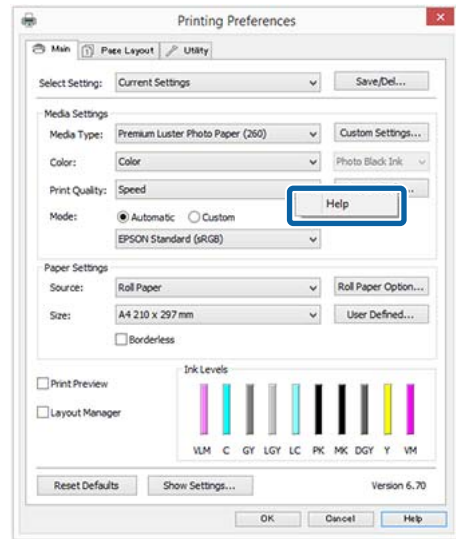 Printing Preferences
Main Page Layout Utility
Select Setting: Current Settings Save/Del...
Media Settings
Media Type: Premium Luster Photo Paper (260) Custom Settings...
Color: Color Photo Black Ink
Print Quality: Speed ...
Help
Mode: Automatic Custom
EPSON Standard (sRGB)
Paper Settings
Source: Roll Paper Roll Paper Option...
Size: A4 210 x 297 mm User Defined...
Borderless
Ink Levels
Print Preview
Layout Manager
VLM C GY LGY LC PK MK DGY Y VM
Reset Defaults Show Settings... Version 6.70
OK Cancel Help